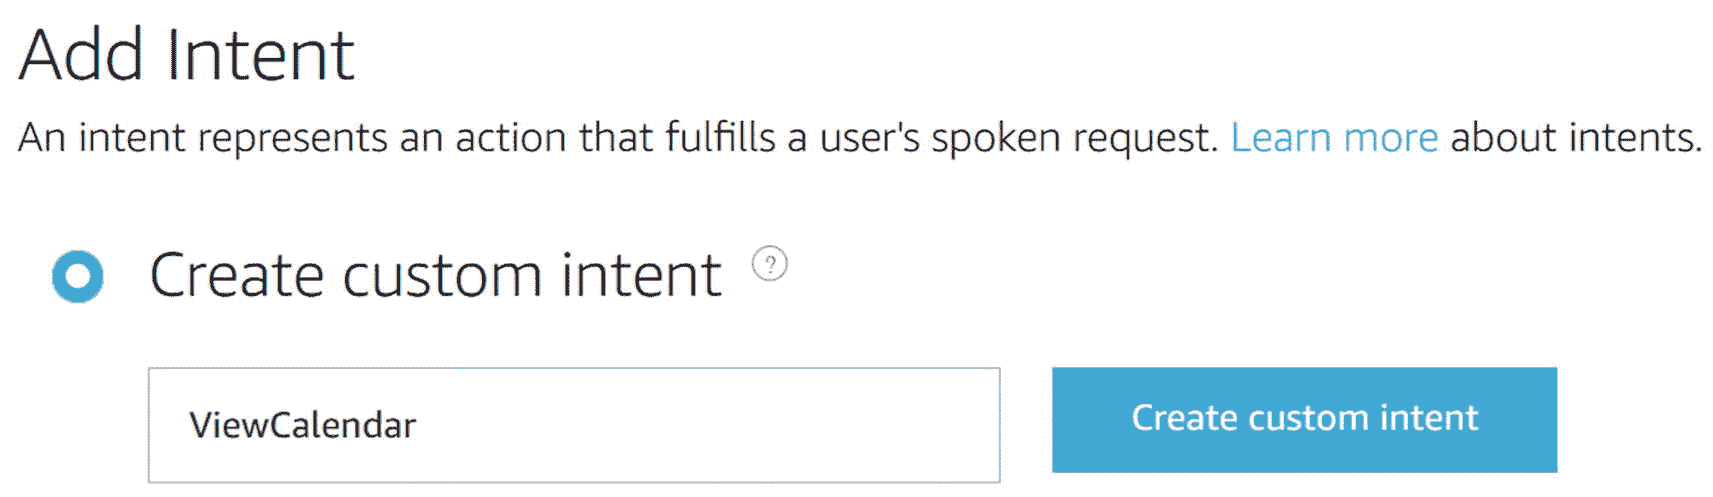 Add Intent
An intent represents an action that fulfills a user's spoken request. Learn more about intents.
Create custom intent ?
ViewCalendar
Create custom intent